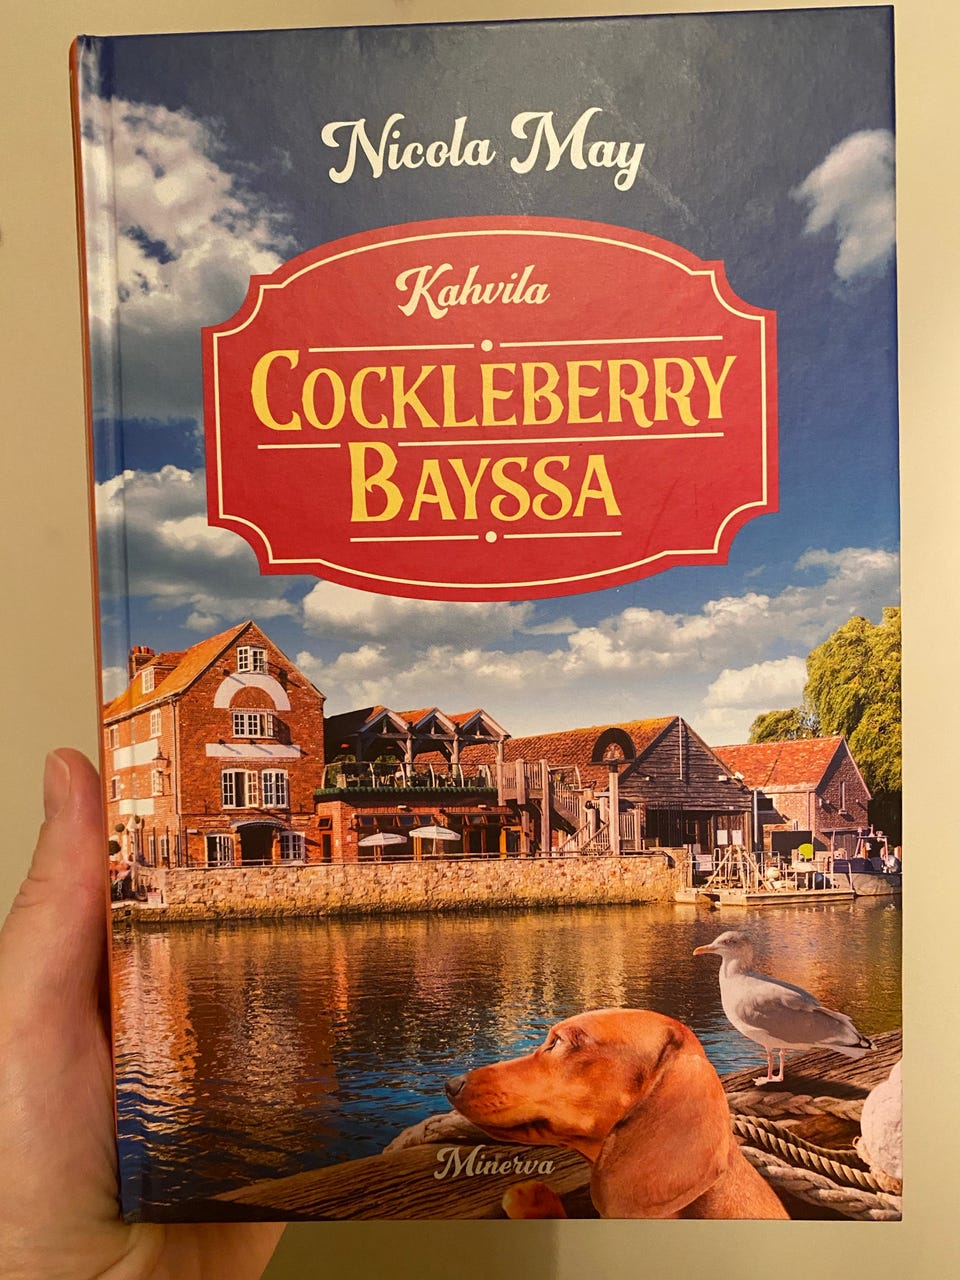 Nicola May
Kahvila
COCKLEBERRY
BAYSSA
Minerva